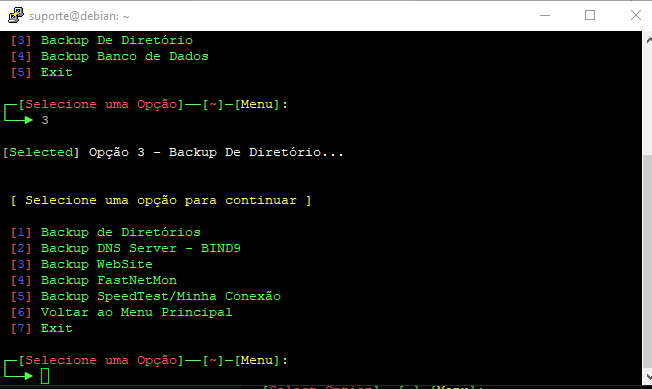 suporte@debian: ~
[3] Backup De Diretório
[4] Backup Banco de Dados
[5] Exit
┌─[Selecione uma Opção]──[~]─[Menu]:
└──► 3
[Selected] Opção 3 - Backup De Diretório...
[ Selecione uma opção para continuar ]
[1] Backup de Diretórios
[2] Backup DNS Server - BIND9
[3] Backup WebSite
[4] Backup FastNetMon
[5] Backup SpeedTest/Minha Conexão
[6] Voltar ao Menu Principal
[7] Exit
┌─[Selecione uma Opção]──[~]─[Menu]:
└──►